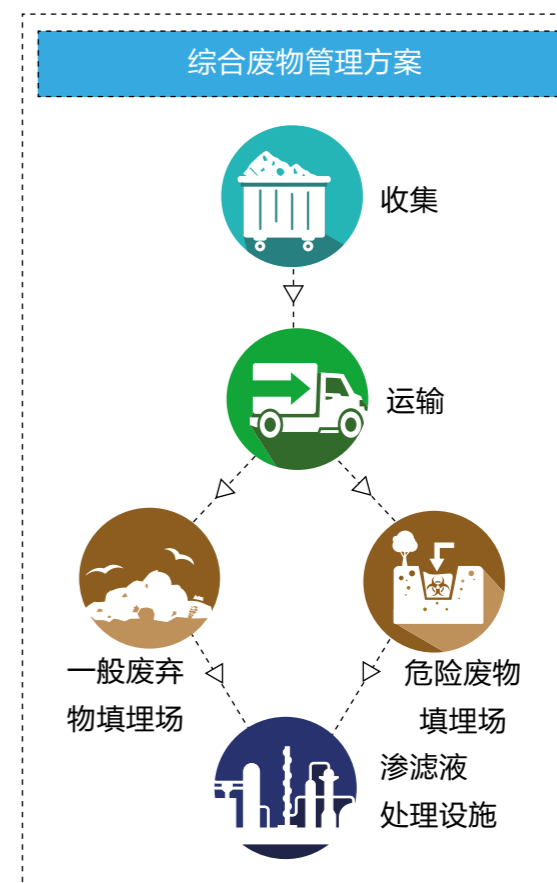 综合废物管理方案
收集
运输
一般废弃
物填埋场
危险废物
填埋场
渗滤液
处理设施